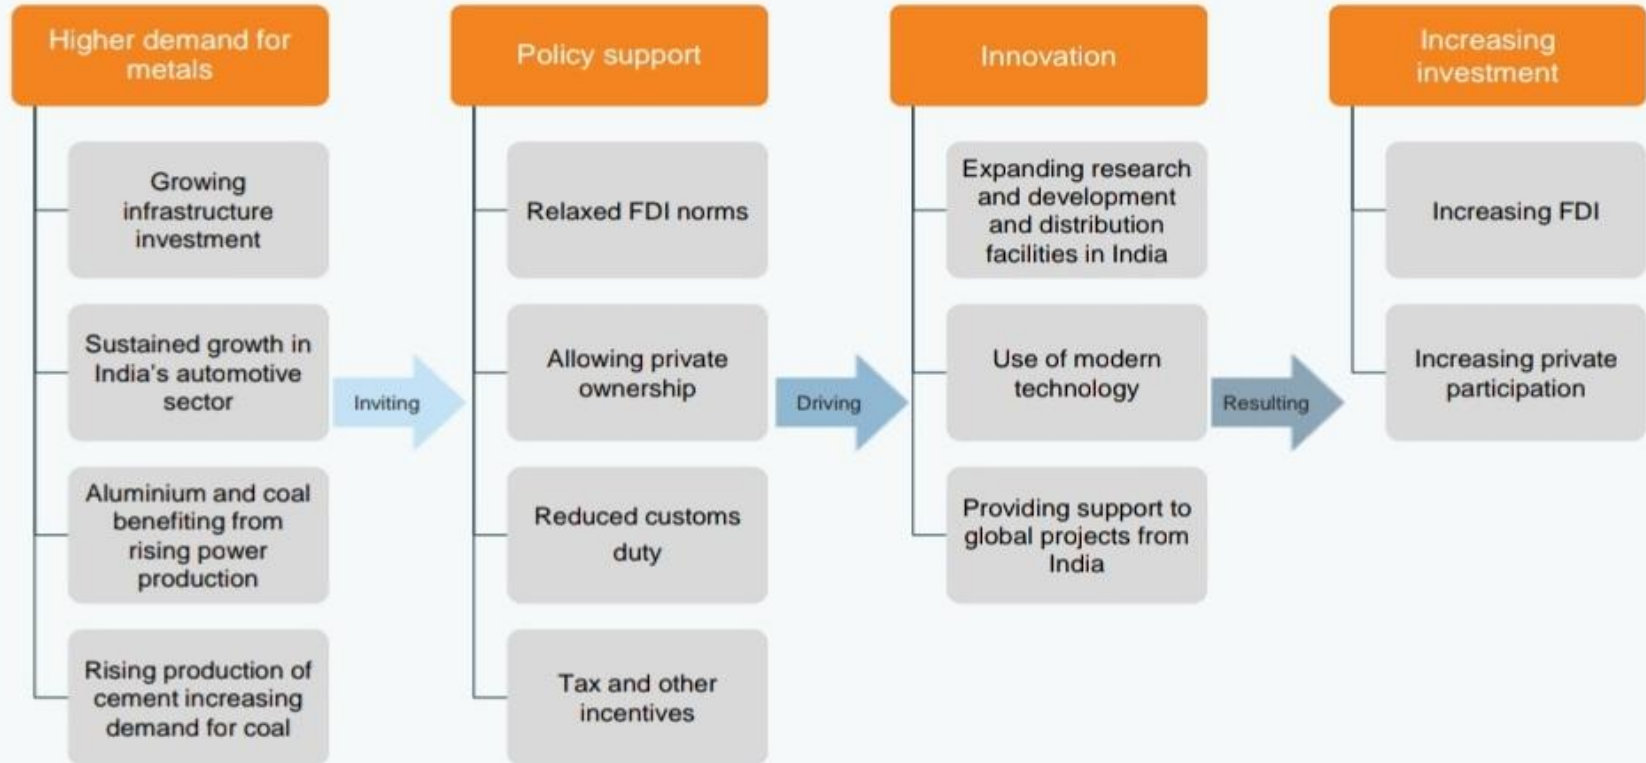 Higher demand for
metals
Growing
infrastructure
investment
Sustained growth in
India's automotive
sector
Aluminium and coal
benefiting from
rising power
production
Rising production of
cement increasing
demand for coal
Inviting
Policy support
Relaxed FDI norms
Allowing private
ownership
Reduced customs
duty
Tax and other
incentives
Driving
Innovation
Expanding research
and development
and distribution
facilities in India
Use of modern
technology
Providing support to
global projects from
India
Resulting
Increasing
investment
Increasing FDI
Increasing private
participation